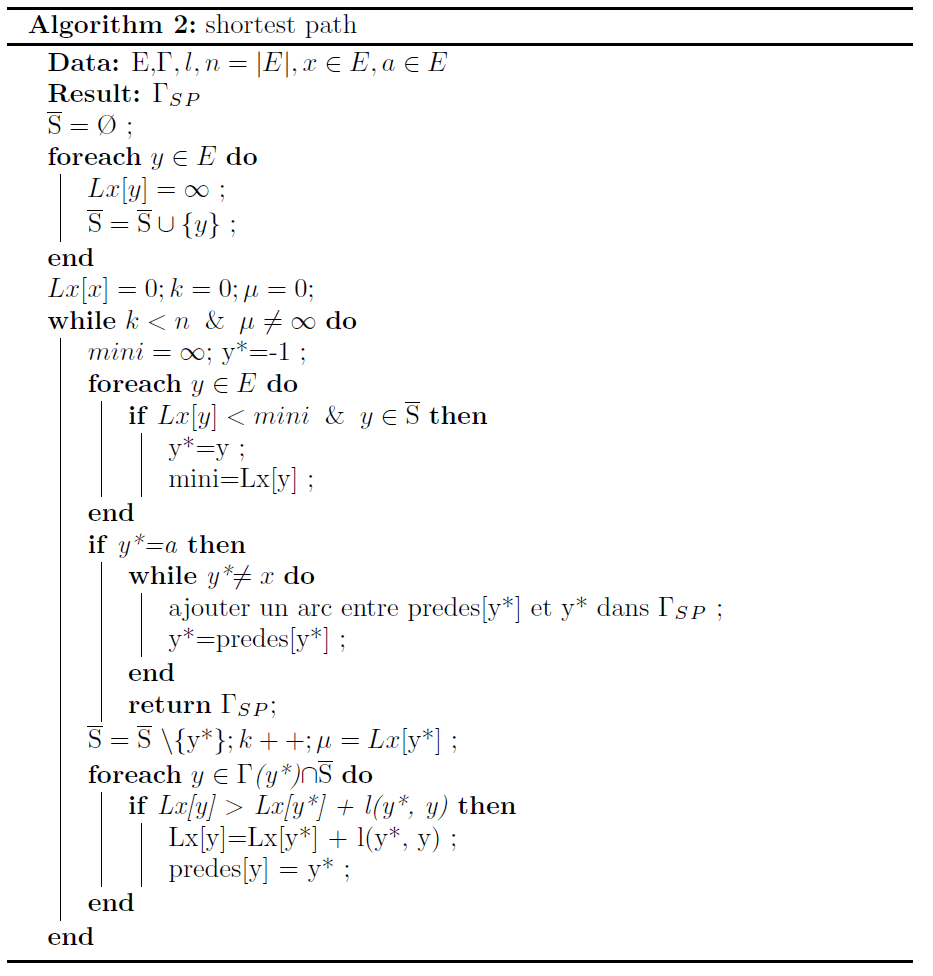 Algorithm 2: shortest path
Data: E,Γ, l, n = |E|, x ∈ E, a ∈ E
Result: Γ_SP
S̅ = Ø ;
foreach y ∈ E do
Lx[y] = ∞ ;
S̅ = S̅ ∪ {y} ;
end
Lx[x] = 0; k = 0; μ = 0;
while k < n & μ ≠ ∞ do
mini = ∞; y*=-1 ;
foreach y ∈ E do
if Lx[y] < mini & y ∈ S̅ then
y*=y ;
mini=Lx[y] ;
end
if y*=a then
while y*≠ x do
ajouter un arc entre predes[y*] et y* dans Γ_SP ;
y*=predes[y*] ;
end
return Γ_SP;
S̅ = S̅ \{y*}; k + +; μ = Lx[y*] ;
foreach y ∈ Γ(y*)∩S̅ do
if Lx[y] > Lx[y*] + l(y*, y) then
Lx[y]=Lx[y*] + l(y*, y) ;
predes[y] = y* ;
end
end